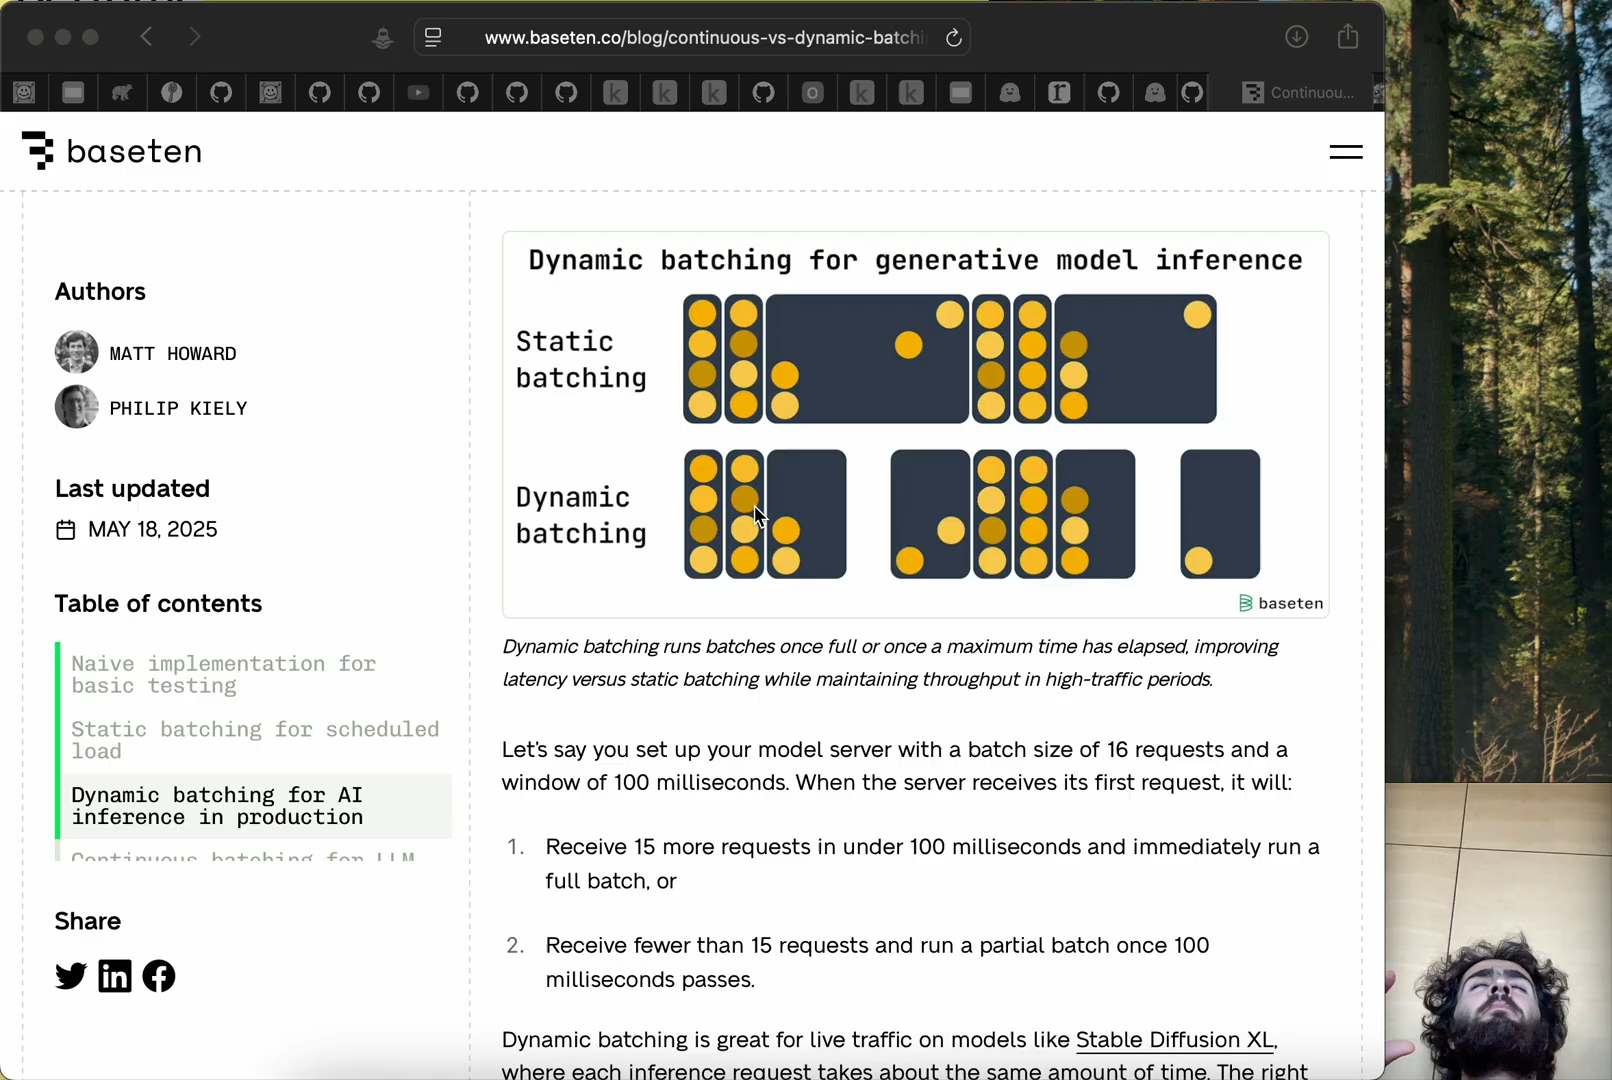 www.baseten.co/blog/continuous-vs-dynamic-batchi
Continuou...
baseten
Authors
MATT HOWARD
PHILIP KIELY
Last updated
MAY 18, 2025
Table of contents
Naive implementation for
basic testing
Static batching for scheduled
load
Dynamic batching for AI
inference in production
Continuous batching for LLM
Share
Dynamic batching for generative model inference
Static
batching
Dynamic
batching
baseten
Dynamic batching runs batches once full or once a maximum time has elapsed, improving
latency versus static batching while maintaining throughput in high-traffic periods.
Let's say you set up your model server with a batch size of 16 requests and a
window of 100 milliseconds. When the server receives its first request, it will:
1. Receive 15 more requests in under 100 milliseconds and immediately run a
full batch, or
2. Receive fewer than 15 requests and run a partial batch once 100
milliseconds passes.
Dynamic batching is great for live traffic on models like Stable Diffusion XL,
where each inference request takes about the same amount of time. The right